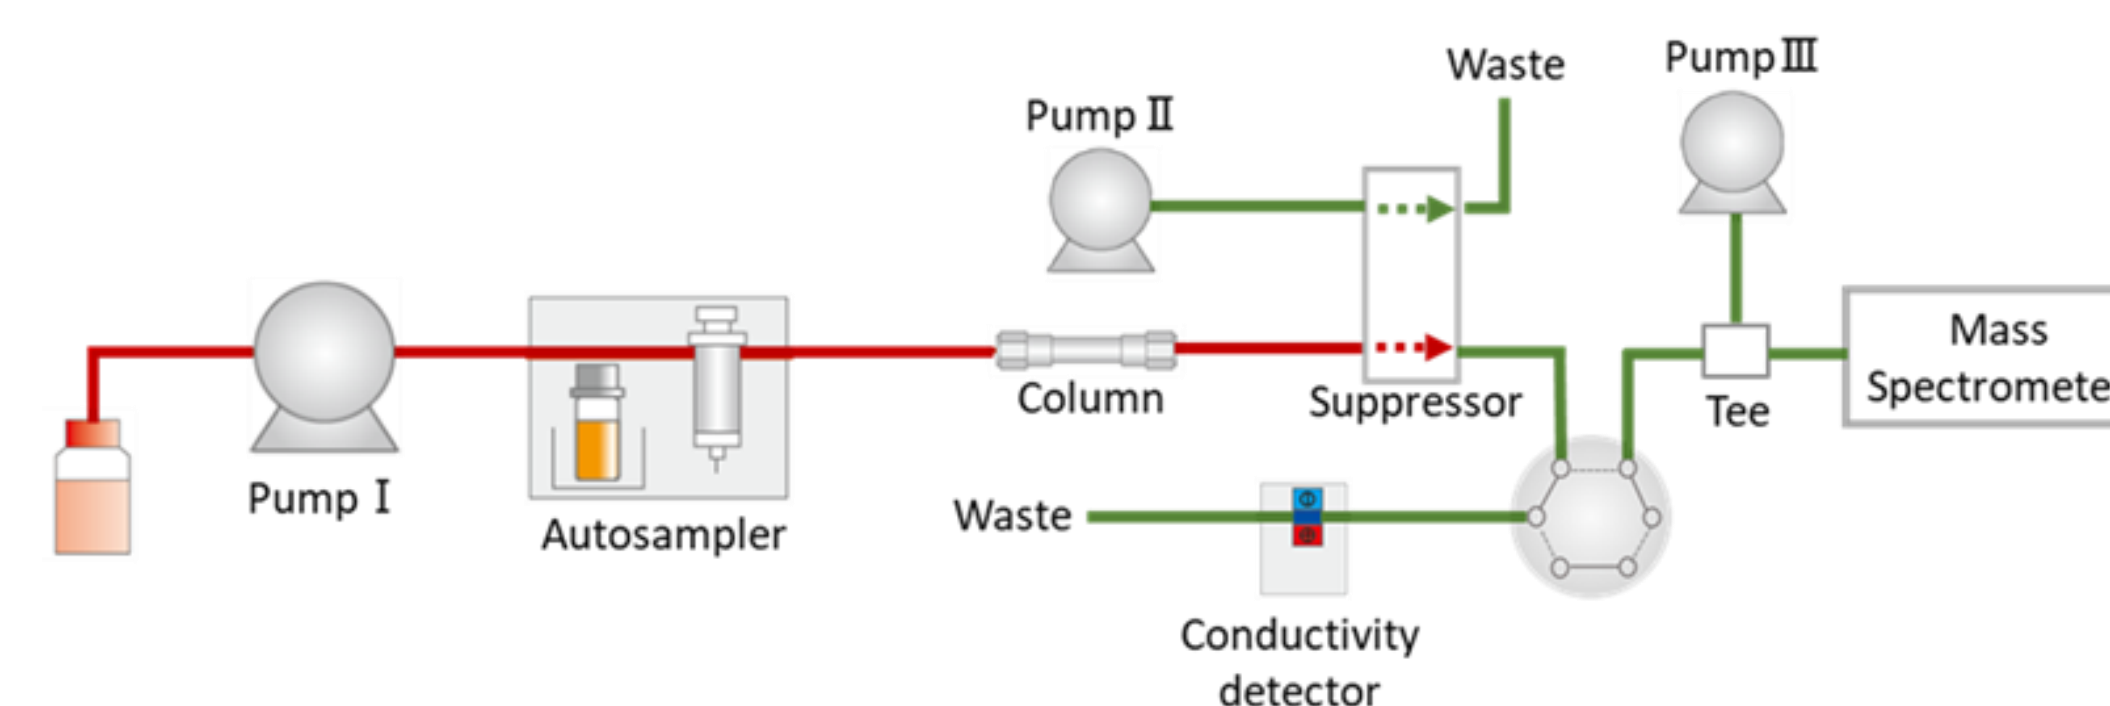 Waste
Pump Ⅲ
Pump Ⅱ
Mass
Spectromete
Column
Suppressor
Tee
Pump Ⅰ
Autosampler
Waste
Conductivity
detector